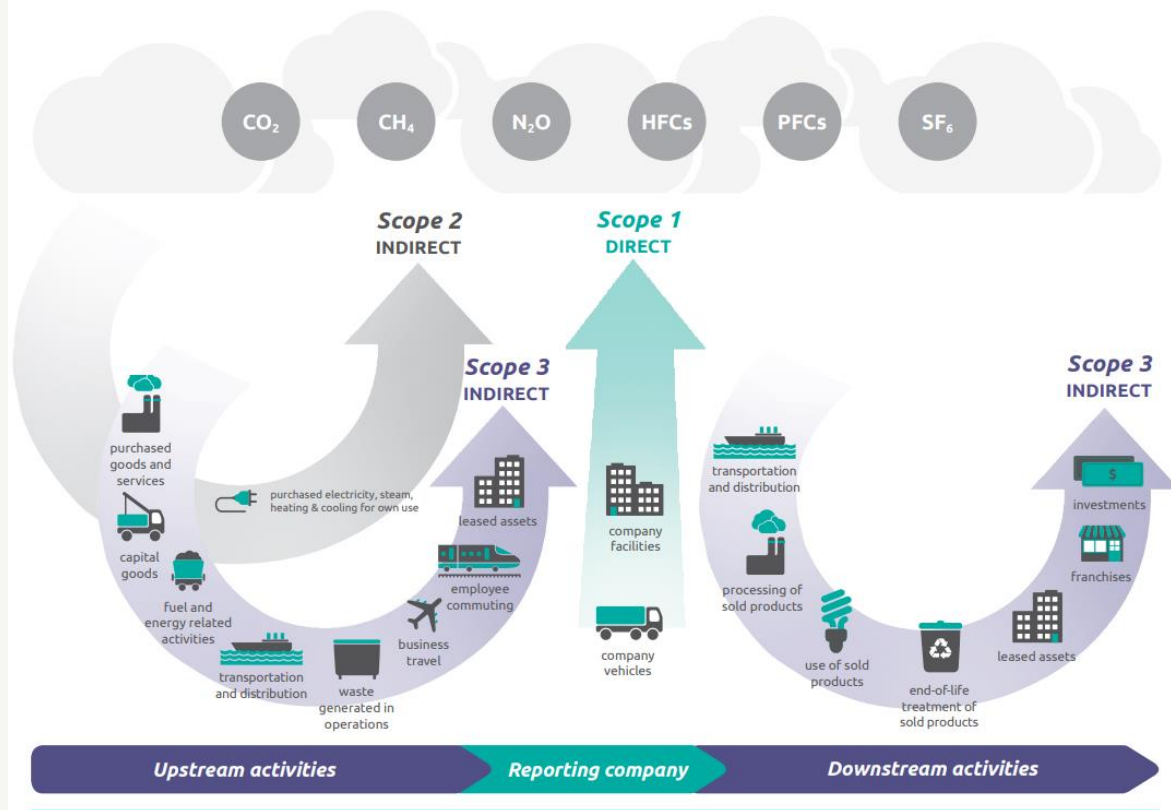 CO₂
CH₄
N₂O
HFCs
PFCs
SF₆
Scope 2
INDIRECT
Scope 1
DIRECT
Scope 3
INDIRECT
Scope 3
INDIRECT
purchased
goods and
services
capital
goods
fuel and
energy related
activities
transportation
and distribution
waste
generated in
operations
business
travel
employee
commuting
leased assets
purchased electricity, steam,
heating & cooling for own use
company
facilities
company
vehicles
transportation
and distribution
processing of
sold products
use of sold
products
end-of-life
treatment of
sold products
leased assets
franchises
$
investments
Upstream activities
Reporting company
Downstream activities